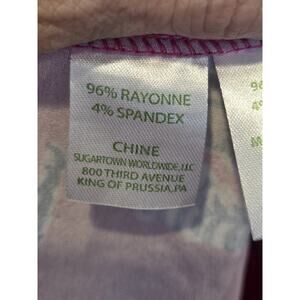 96% RAYONNE
4% SPANDEX
CHINE
SUGARTOWN WORLDWIDE, LLC
800 THIRD AVENUE
KING OF PRUSSIA, PA